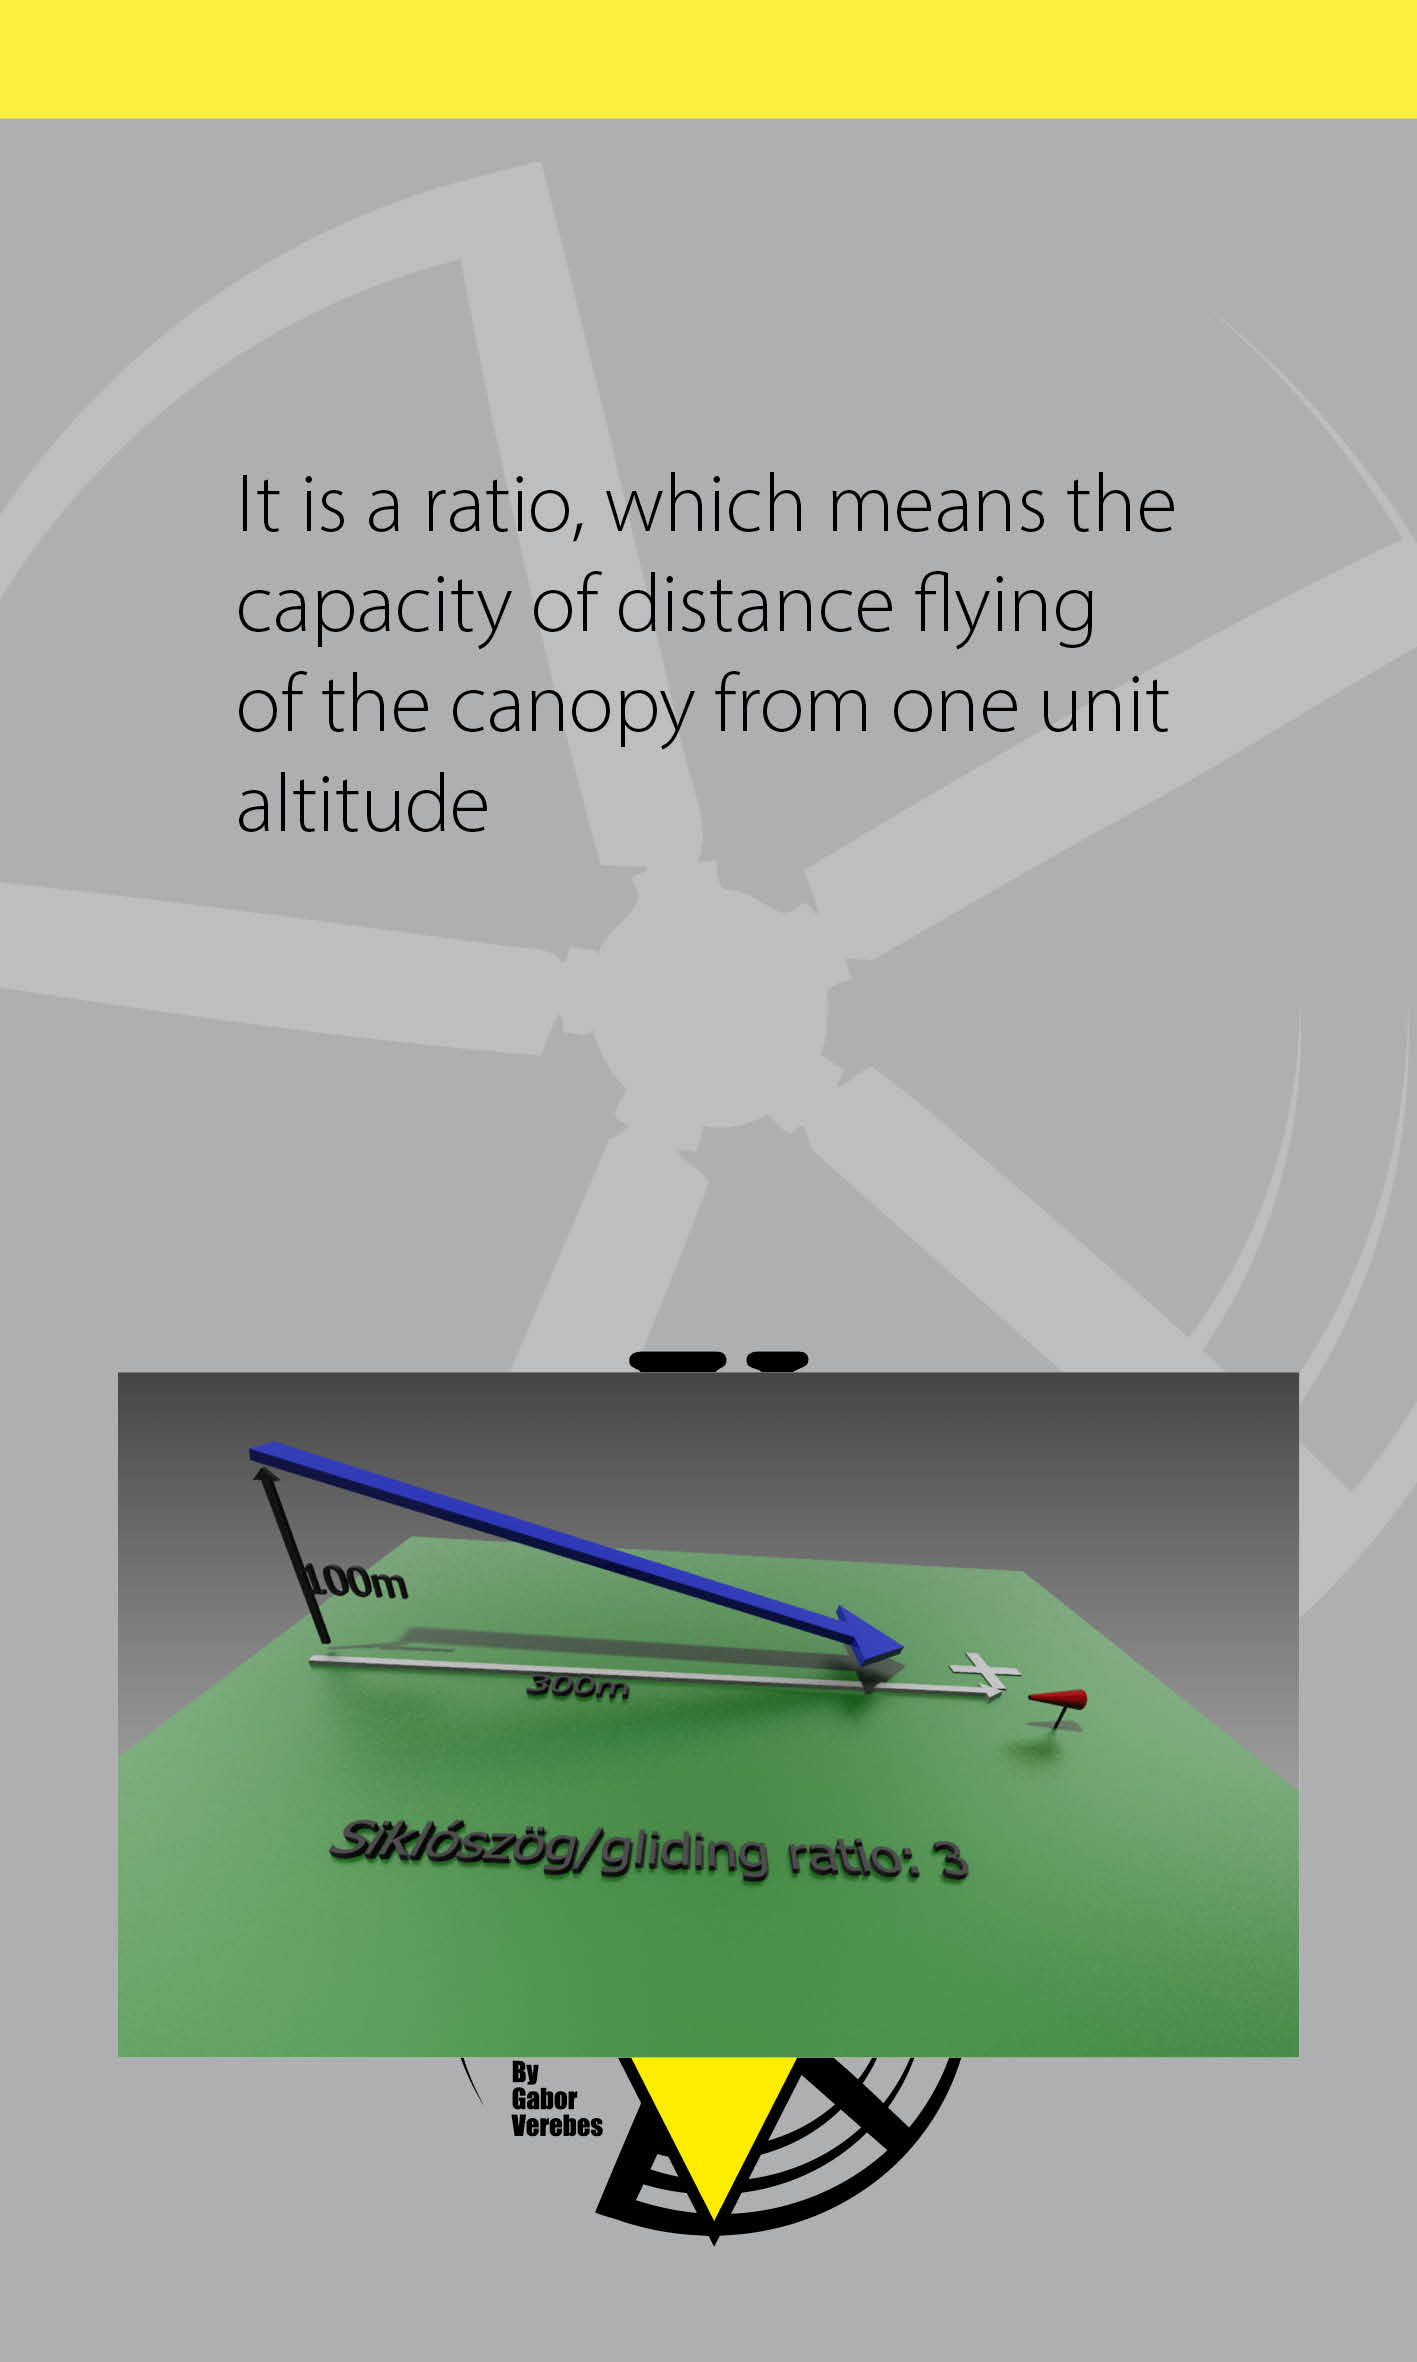 It is a ratio, which means the
capacity of distance flying
of the canopy from one unit
altitude
100m
300m
Siklószög/gliding ratio: 3
By
Gabor
Verebes